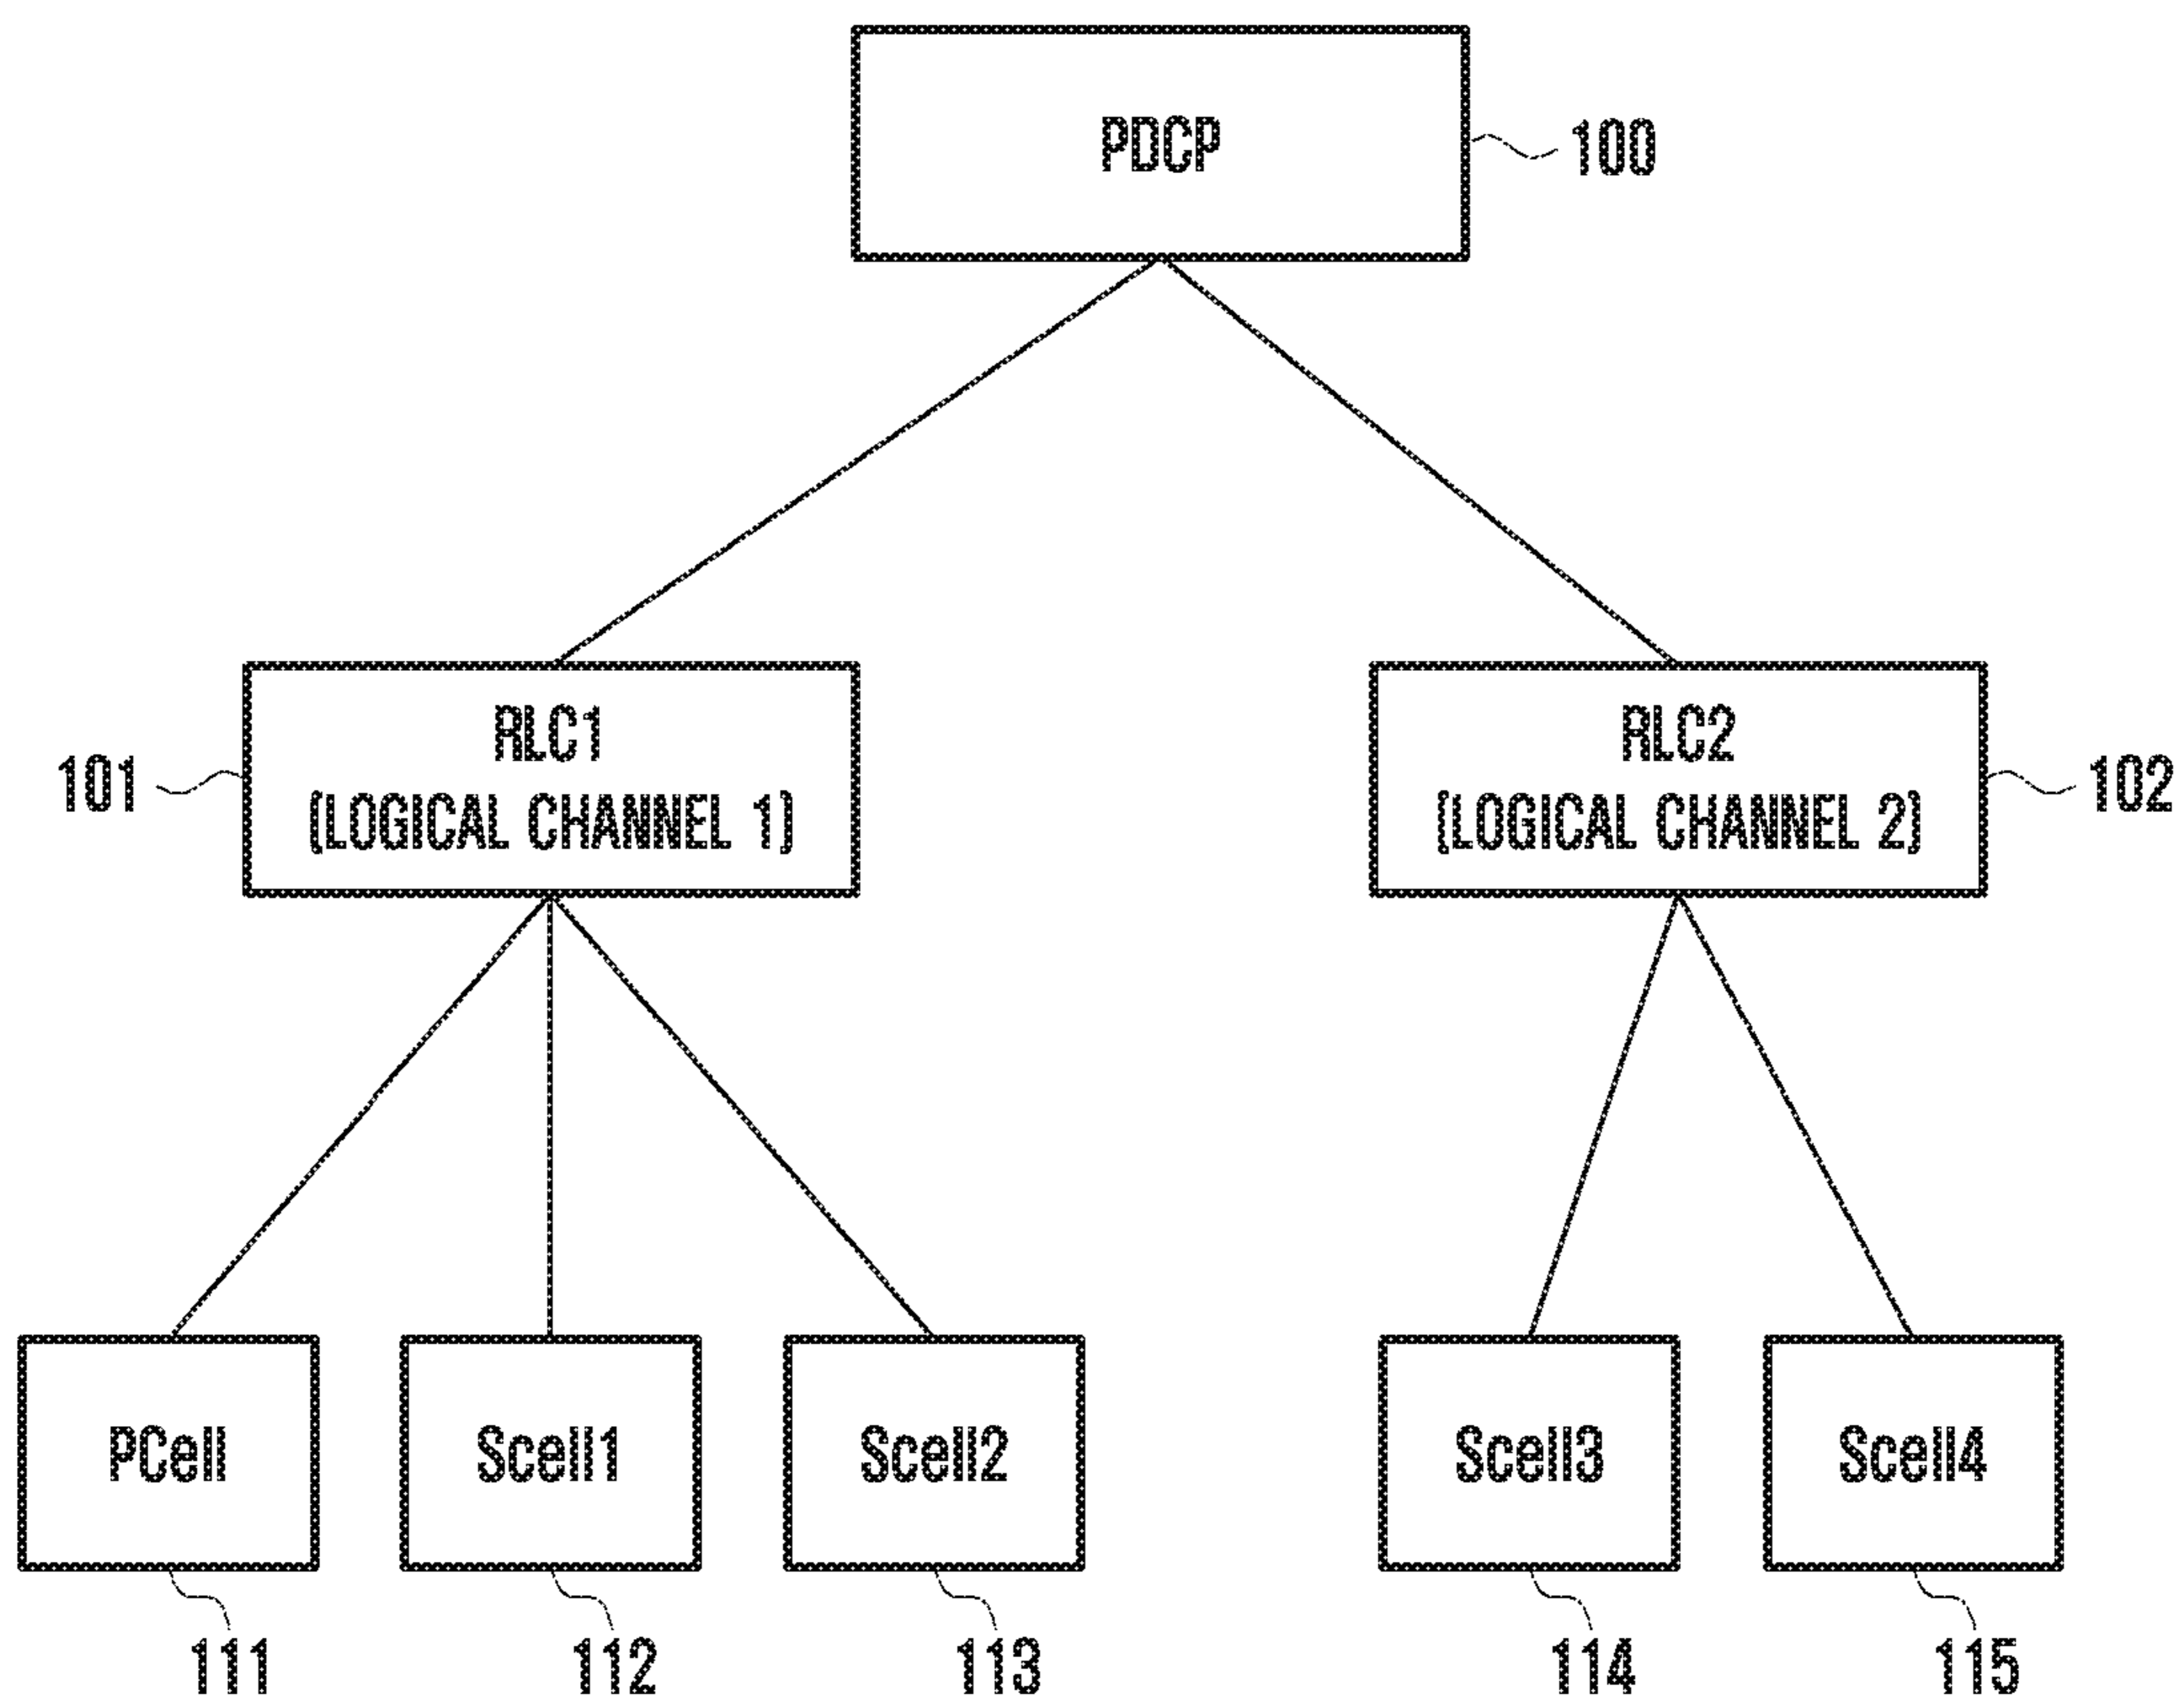 PDCP
100
RLC1
(LOGICAL CHANNEL 1)
101
RLC2
(LOGICAL CHANNEL 2)
102
PCell
Scell1
Scell2
Scell3
Scell4
111
112
113
114
115